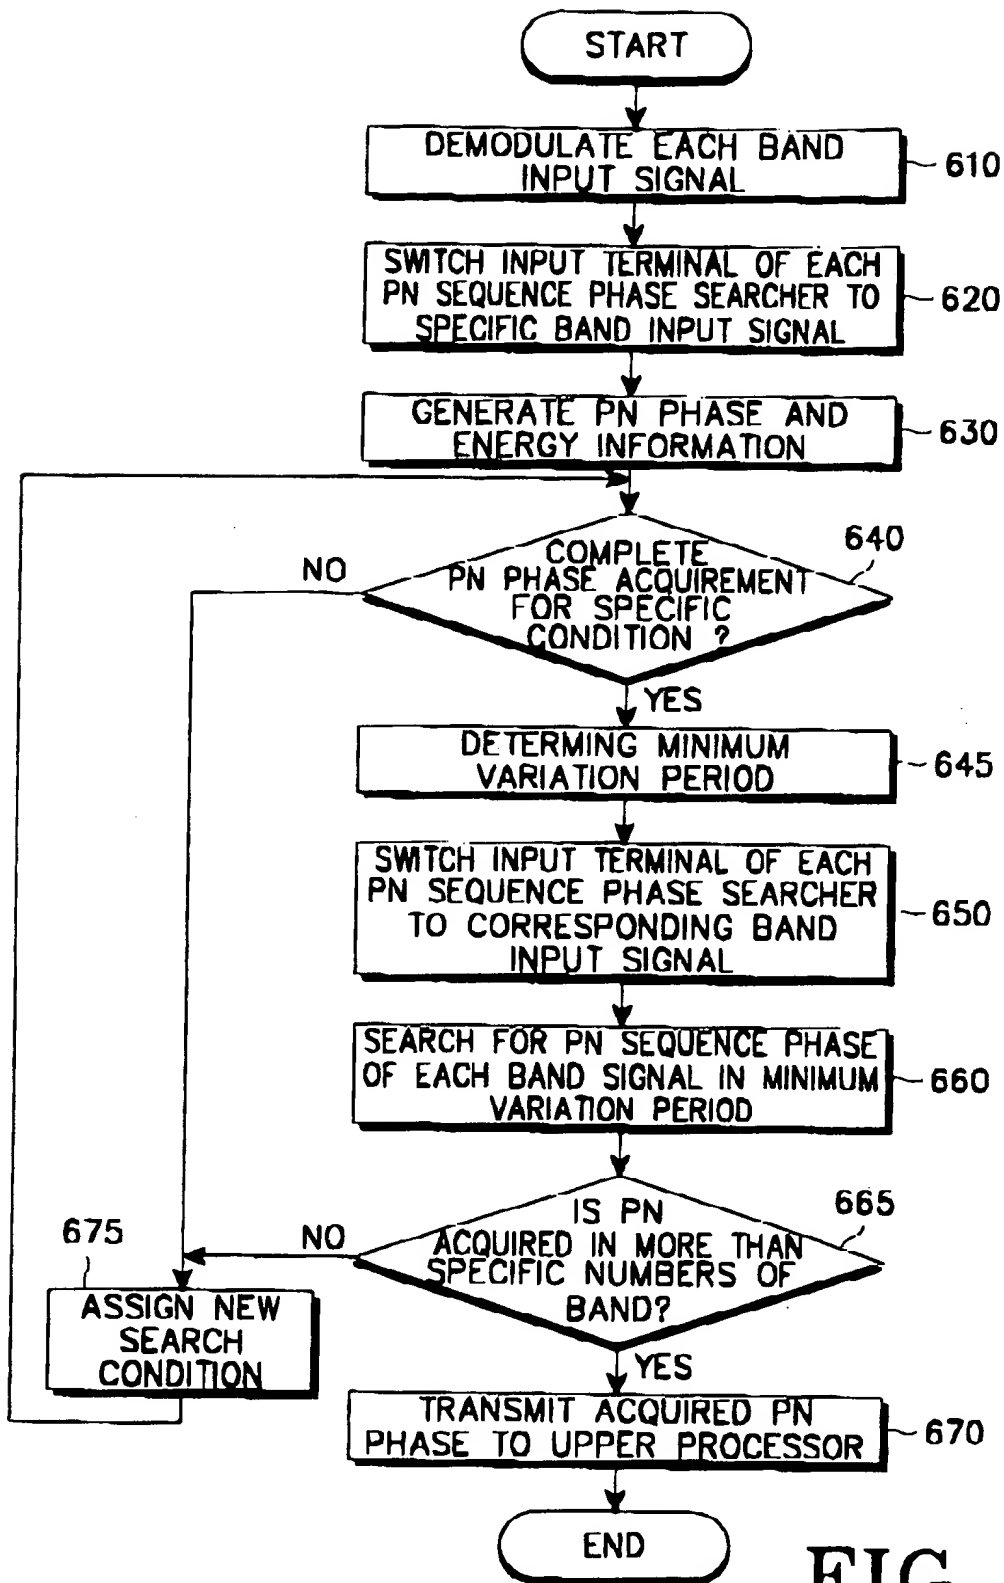 START
DEMODULATE EACH BAND
INPUT SIGNAL
610
SWITCH INPUT TERMINAL OF EACH
PN SEQUENCE PHASE SEARCHER TO
SPECIFIC BAND INPUT SIGNAL
620
GENERATE PN PHASE AND
ENERGY INFORMATION
630
COMPLETE
PN PHASE ACQUIREMENT
FOR SPECIFIC
CONDITION ?
640
NO
YES
DETERMING MINIMUM
VARIATION PERIOD
645
SWITCH INPUT TERMINAL OF EACH
PN SEQUENCE PHASE SEARCHER
TO CORRESPONDING BAND
INPUT SIGNAL
650
SEARCH FOR PN SEQUENCE PHASE
OF EACH BAND SIGNAL IN MINIMUM
VARIATION PERIOD
660
IS PN
ACQUIRED IN MORE THAN
SPECIFIC NUMBERS OF
BAND?
665
NO
675
ASSIGN NEW
SEARCH
CONDITION
YES
TRANSMIT ACQUIRED PN
PHASE TO UPPER PROCESSOR
670
END
FIG